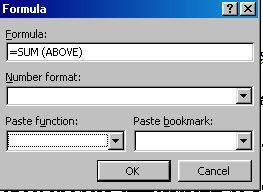 Formula
Formula:
=SUM (ABOVE)
Number format:
Paste function: Paste bookmark:
OK Cancel